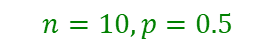 n = 10, p = 0.5